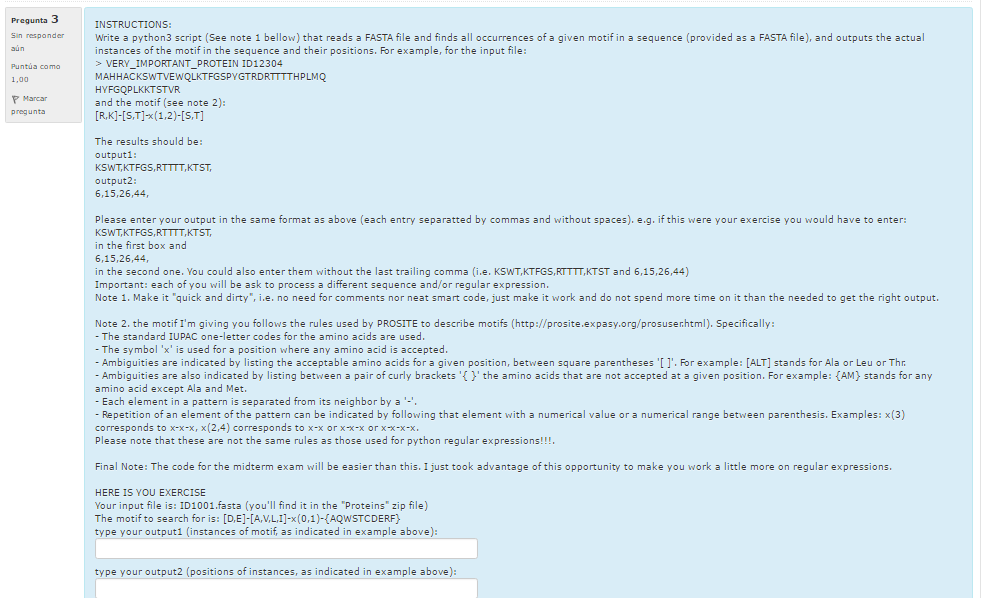 Pregunta 3
Sin responder
aún
Puntúa como
1,00
Marcar
pregunta
INSTRUCTIONS:
Write a python3 script (See note 1 bellow) that reads a FASTA file and finds all occurrences of a given motif in a sequence (provided as a FASTA file), and outputs the actual
instances of the motif in the sequence and their positions. For example, for the input file:
> VERY_IMPORTANT_PROTEIN ID12304
MAHHACKSWTVEWQLKTFGSPYGTRDRTTTTHPLMQ
HYFGQPLKKTSTVR
and the motif (see note 2):
[R,K]-[S,T]-x(1,2)-[S,T]
The results should be:
output1:
KSWT,KTFGS,RTTTT,KTST,
output2:
6,15,26,44,
Please enter your output in the same format as above (each entry separatted by commas and without spaces). e.g. if this were your exercise you would have to enter:
KSWT,KTFGS,RTTTT,KTST,
in the first box and
6,15,26,44,
in the second one. You could also enter them without the last trailing comma (i.e. KSWT,KTFGS,RTTTT,KTST and 6,15,26,44)
Important: each of you will be ask to process a different sequence and/or regular expression.
Note 1. Make it "quick and dirty", i.e. no need for comments nor neat smart code, just make it work and do not spend more time on it than the needed to get the right output.
Note 2. the motif I'm giving you follows the rules used by PROSITE to describe motifs (http://prosite.expasy.org/prosuser.html). Specifically:
- The standard IUPAC one-letter codes for the amino acids are used.
- The symbol 'x' is used for a position where any amino acid is accepted.
- Ambiguities are indicated by listing the acceptable amino acids for a given position, between square parentheses '[ ]'. For example: [ALT] stands for Ala or Leu or Thr.
- Ambiguities are also indicated by listing between a pair of curly brackets '{ }' the amino acids that are not accepted at a given position. For example: {AM} stands for any
amino acid except Ala and Met.
- Each element in a pattern is separated from its neighbor by a '-'.
- Repetition of an element of the pattern can be indicated by following that element with a numerical value or a numerical range between parenthesis. Examples: x(3)
corresponds to x-x-x, x(2,4) corresponds to x-x or x-x-x or x-x-x-x.
Please note that these are not the same rules as those used for python regular expressions!!!.
Final Note: The code for the midterm exam will be easier than this. I just took advantage of this opportunity to make you work a little more on regular expressions.
HERE IS YOU EXERCISE
Your input file is: ID1001.fasta (you'll find it in the "Proteins" zip file)
The motif to search for is: [D,E]-[A,V,L,I]-x(0,1)-{AQWSTCDERF}
type your output1 (instances of motif, as indicated in example above):
type your output2 (positions of instances, as indicated in example above):